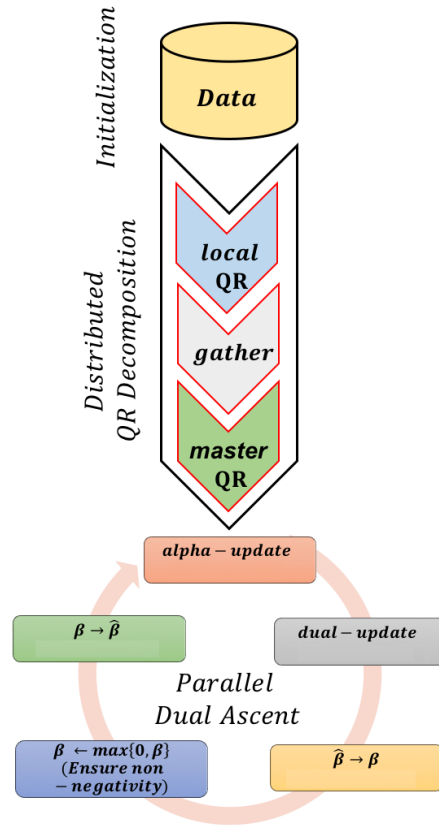 Initialization
Data
Distributed
QR Decomposition
local
QR
gather
master
QR
alpha − update
dual − update
β̂ → β
β ← max{0, β}
(Ensure non
− negativity)
β → β̂
Parallel
Dual Ascent